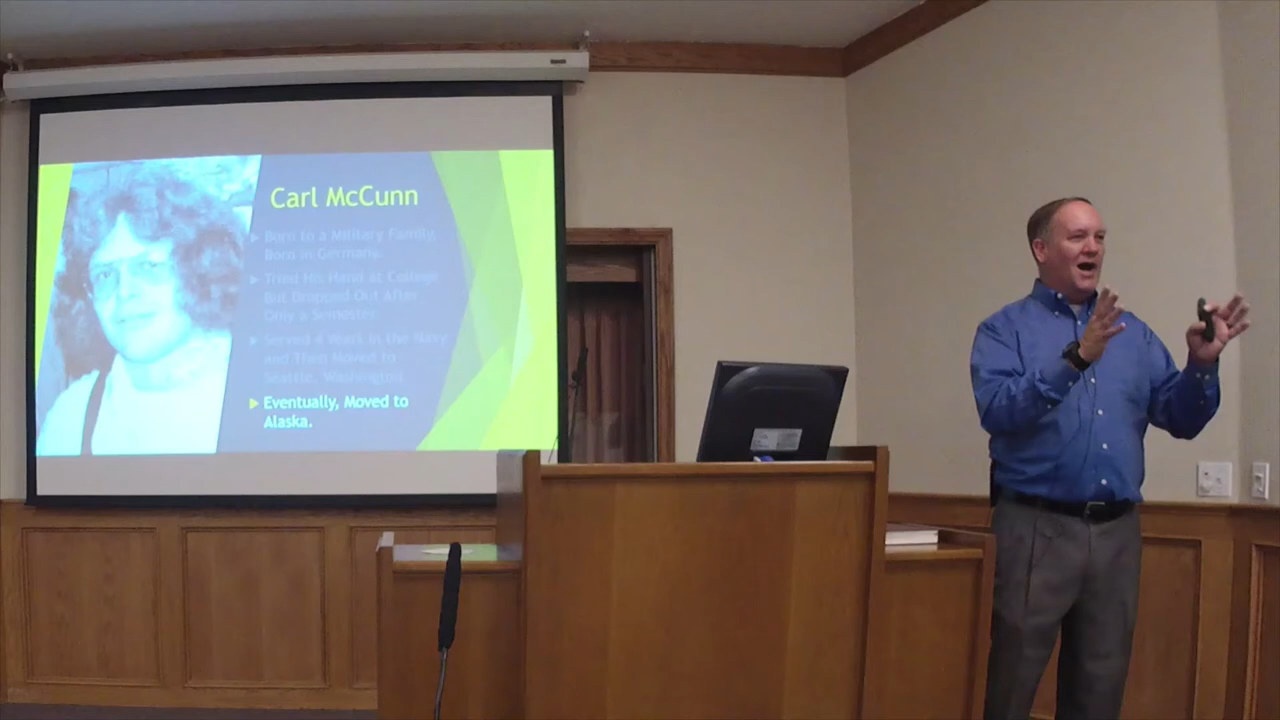 Carl McCunn
Born to a Military Family,
Born in Germany.
Tried His Hand at College
But Dropped Out After
Only a Semester.
Served 4 Years in the Navy
and Then Moved to
Seattle, Washington.
Eventually, Moved to
Alaska.